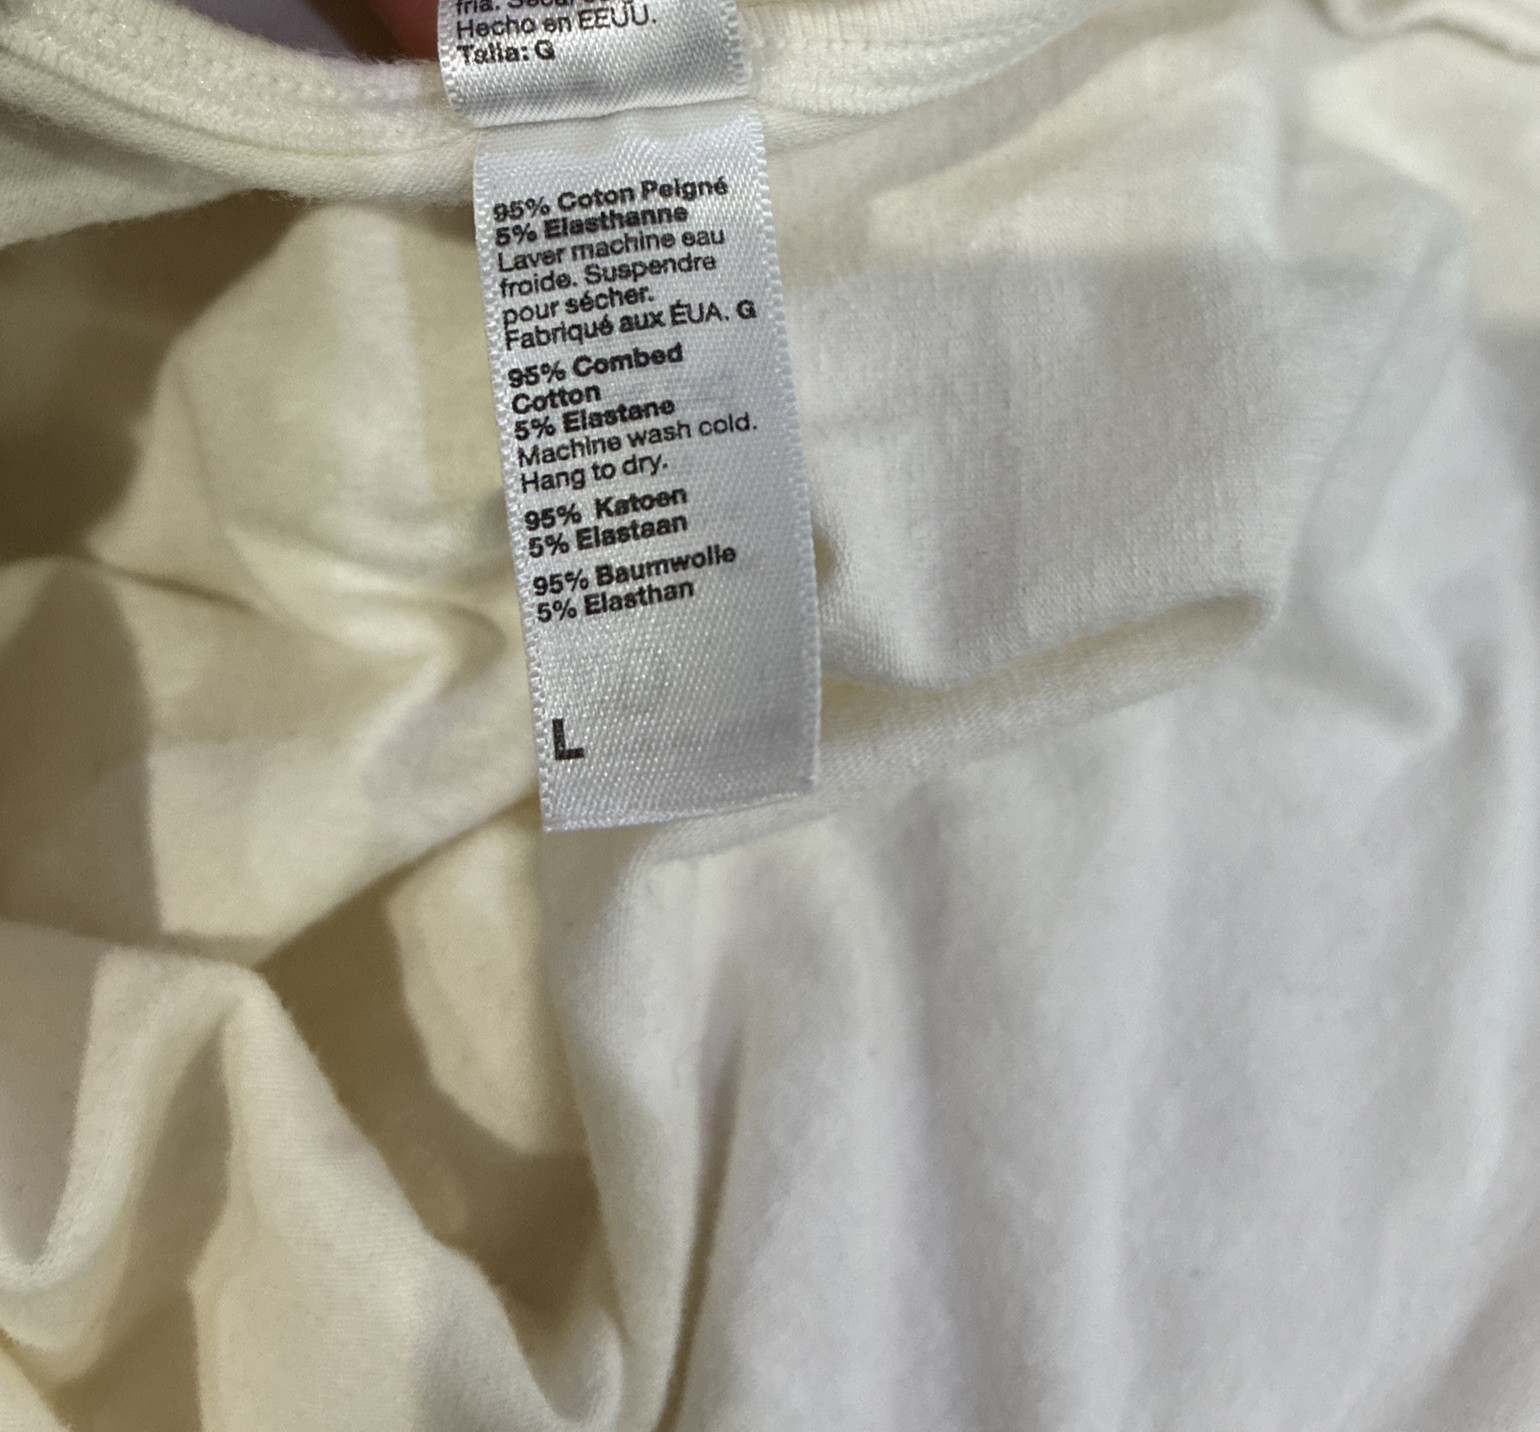 fría.
Hecho en EEUU.
Talla: G
95% Coton Peigné
5% Elasthanne
Laver machine eau
froide. Suspendre
pour sécher.
Fabriqué aux ÉUA. G
95% Combed
Cotton
5% Elastane
Machine wash cold.
Hang to dry.
95% Katoen
5% Elastaan
95% Baumwolle
5% Elasthan
L